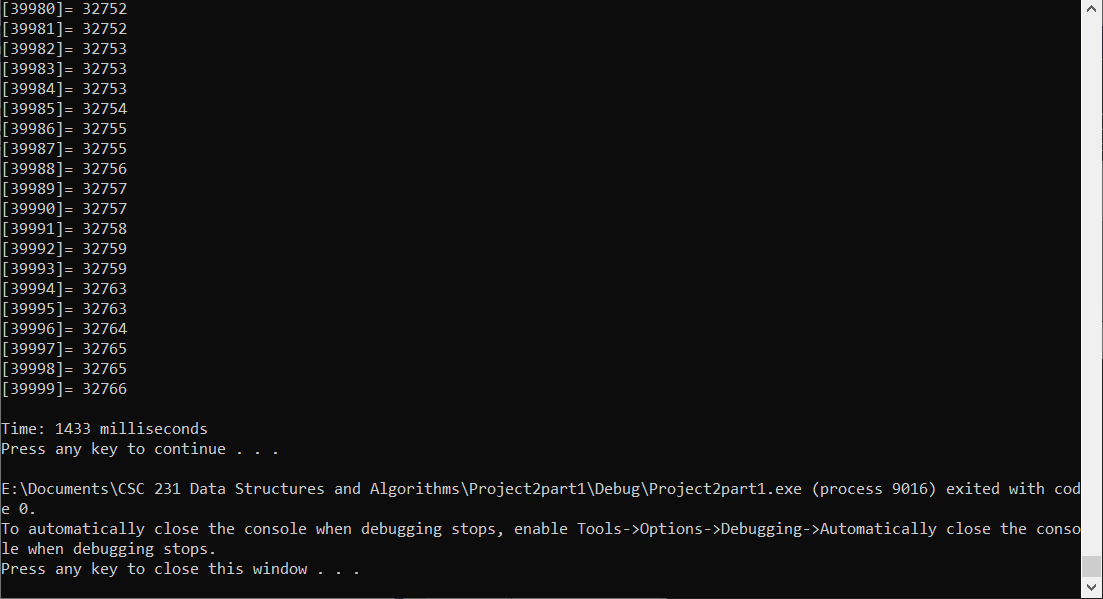 [39980]= 32752
[39981]= 32752
[39982]= 32753
[39983]= 32753
[39984]= 32753
[39985]= 32754
[39986]= 32755
[39987]= 32755
[39988]= 32756
[39989]= 32757
[39990]= 32757
[39991]= 32758
[39992]= 32759
[39993]= 32759
[39994]= 32763
[39995]= 32763
[39996]= 32764
[39997]= 32765
[39998]= 32765
[39999]= 32766
Time: 1433 milliseconds
Press any key to continue . . .
E:\Documents\CSC 231 Data Structures and Algorithms\Project2part1\Debug\Project2part1.exe (process 9016) exited with cod
e 0.
To automatically close the console when debugging stops, enable Tools->Options->Debugging->Automatically close the conso
le when debugging stops.
Press any key to close this window . . .